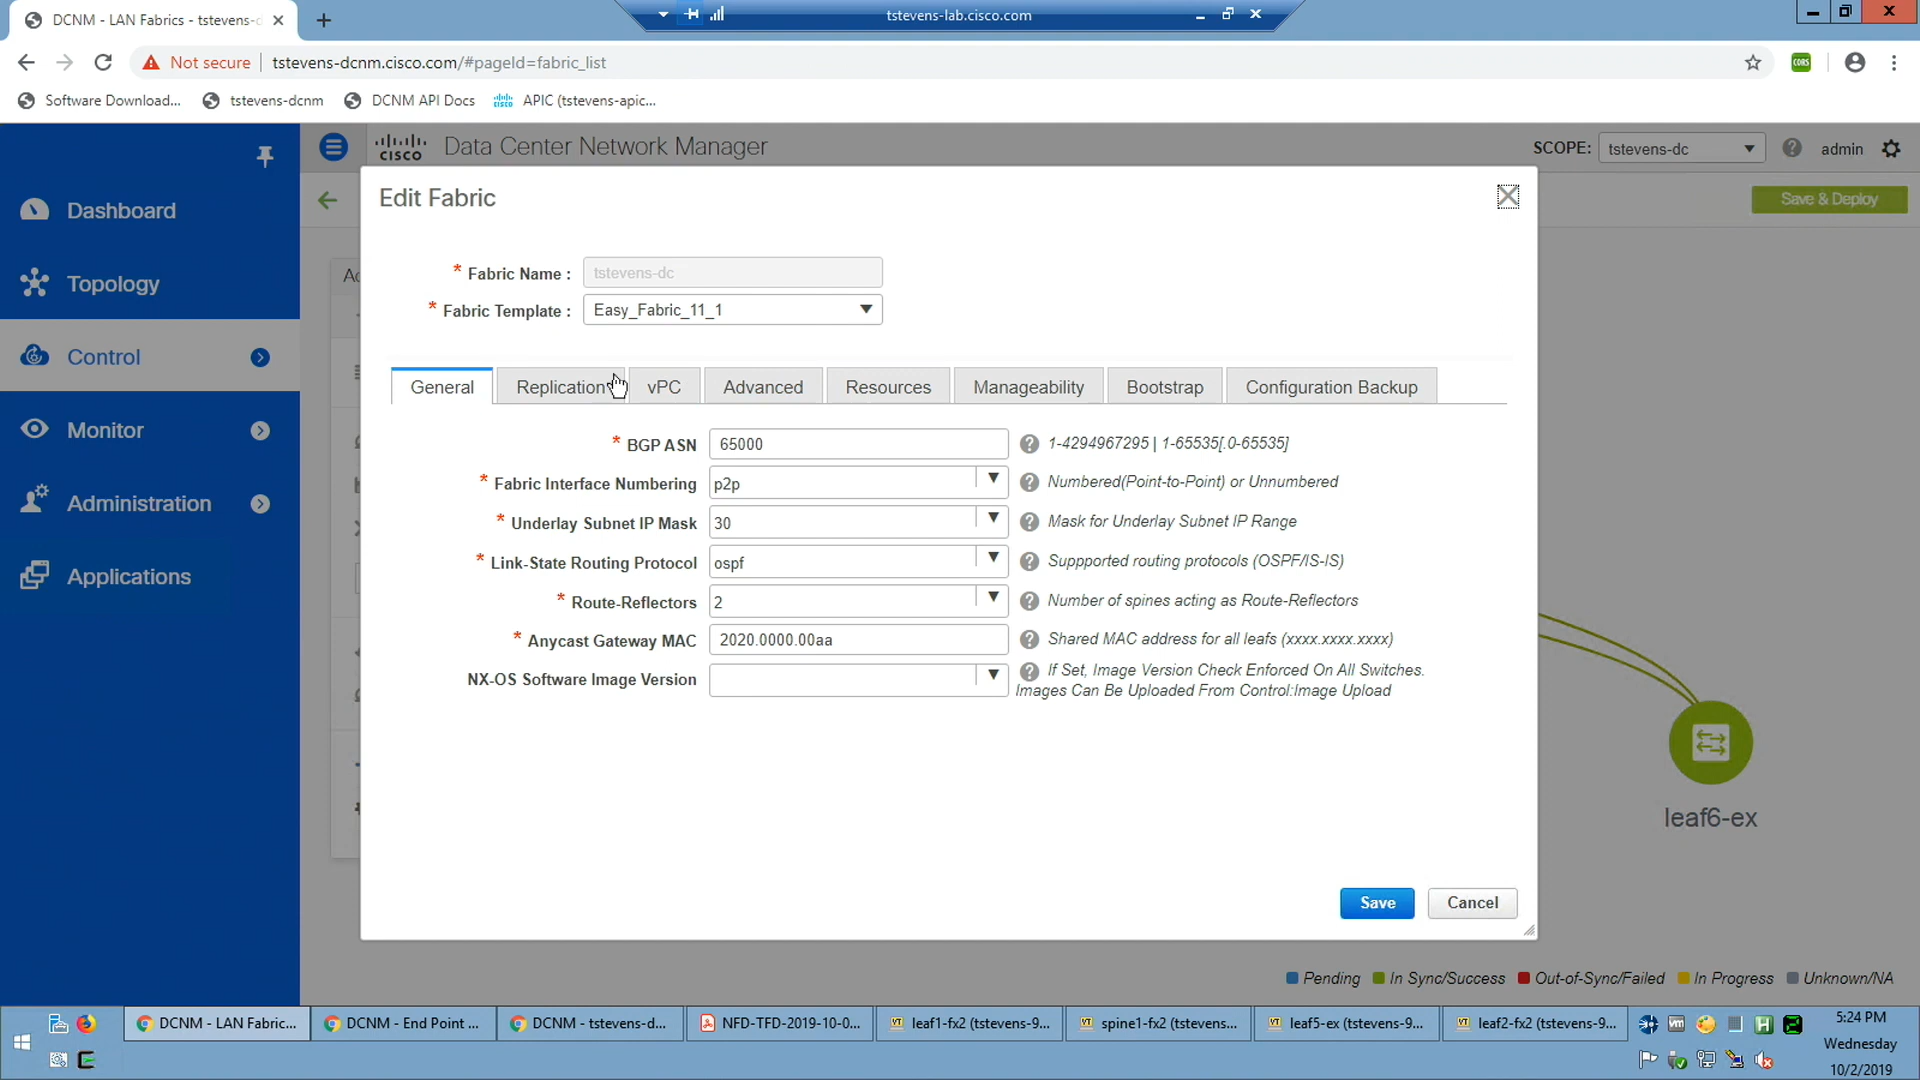 DCNM - LAN Fabrics - tstevens-d
tstevens-lab.cisco.com
Not secure
tstevens-dcnm.cisco.com/#pageId=fabric_list
CORS
Software Download...
tstevens-dcnm
DCNM API Docs
cisco
APIC (tstevens-apic...
cisco
Data Center Network Manager
SCOPE:
tstevens-dc
admin
Dashboard
Topology
Control
Monitor
Administration
Applications
Save & Deploy
Ac
Edit Fabric
* Fabric Name :
tstevens-dc
* Fabric Template :
Easy_Fabric_11_1
General
Replication
vPC
Advanced
Resources
Manageability
Bootstrap
Configuration Backup
* BGP ASN
65000
? 1-4294967295 | 1-65535[.0-65535]
* Fabric Interface Numbering
p2p
? Numbered(Point-to-Point) or Unnumbered
* Underlay Subnet IP Mask
30
? Mask for Underlay Subnet IP Range
* Link-State Routing Protocol
ospf
? Suppported routing protocols (OSPF/IS-IS)
* Route-Reflectors
2
? Number of spines acting as Route-Reflectors
* Anycast Gateway MAC
2020.0000.00aa
? Shared MAC address for all leafs (xxxx.xxxx.xxxx)
NX-OS Software Image Version
? If Set, Image Version Check Enforced On All Switches.
Images Can Be Uploaded From Control:Image Upload
Save
Cancel
leaf6-ex
Pending
In Sync/Success
Out-of-Sync/Failed
In Progress
Unknown/NA
DCNM - LAN Fabric...
DCNM - End Point ...
DCNM - tstevens-d...
NFD-TFD-2019-10-0...
leaf1-fx2 (tstevens-9...
spine1-fx2 (tstevens...
leaf5-ex (tstevens-9...
leaf2-fx2 (tstevens-9...
5:24 PM
Wednesday
10/2/2019